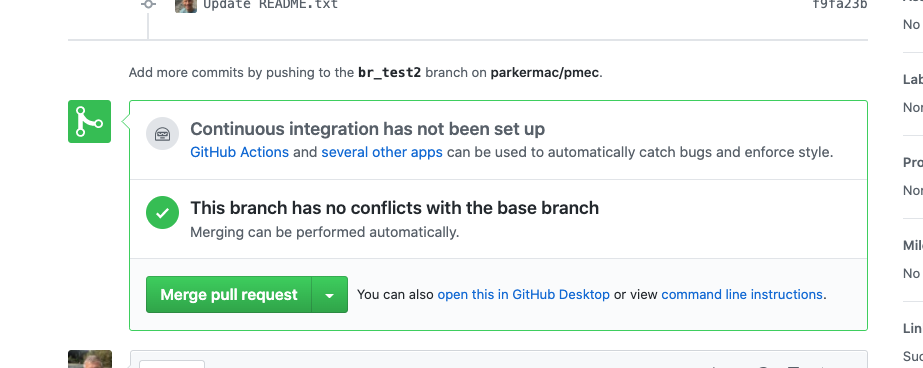 Update README.txt
f9fa23b
No
Add more commits by pushing to the br_test2 branch on parkermac/pmec.
Lab
Continuous integration has not been set up
GitHub Actions and several other apps can be used to automatically catch bugs and enforce style.
Pro
This branch has no conflicts with the base branch
Merging can be performed automatically.
Mil
No
Merge pull request
You can also open this in GitHub Desktop or view command line instructions.
Lin